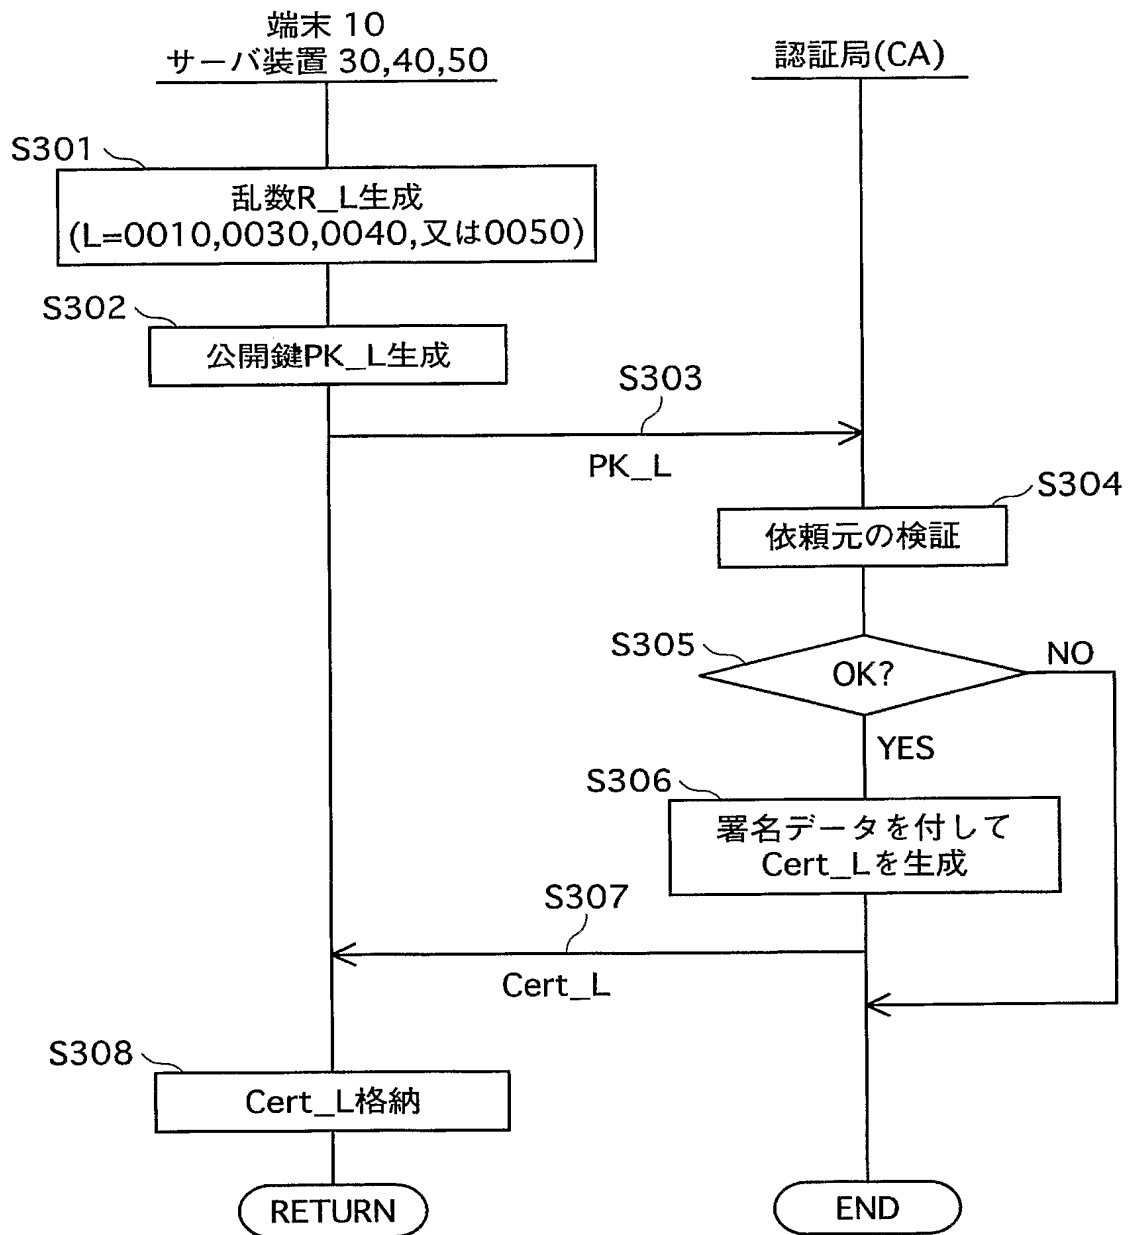 端末 10
サーバ装置 30,40,50
認証局(CA)
S301
乱数R_L生成
(L=0010,0030,0040,又は0050)
S302
公開鍵PK_L生成
S303
PK_L
S304
依頼元の検証
S305
OK?
NO
YES
S306
署名データを付して
Cert_Lを生成
S307
Cert_L
S308
Cert_L格納
RETURN
END